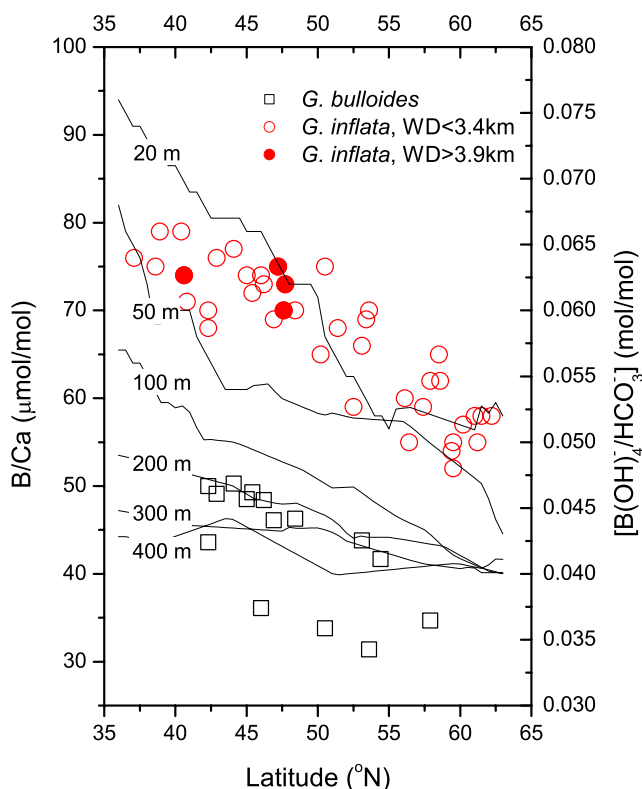 35 40 45 50 55 60 65
100
90
80
70
60
50
40
30
B/Ca (μmol/mol)
G. bulloides
G. inflata, WD<3.4km
G. inflata, WD>3.9km
20 m
50 m
100 m
200 m
300 m
400 m
0.080
0.075
0.070
0.065
0.060
0.055
0.050
0.045
0.040
0.035
0.030
[B(OH)₄⁻/HCO₃⁻] (mol/mol)
35 40 45 50 55 60 65
Latitude (°N)